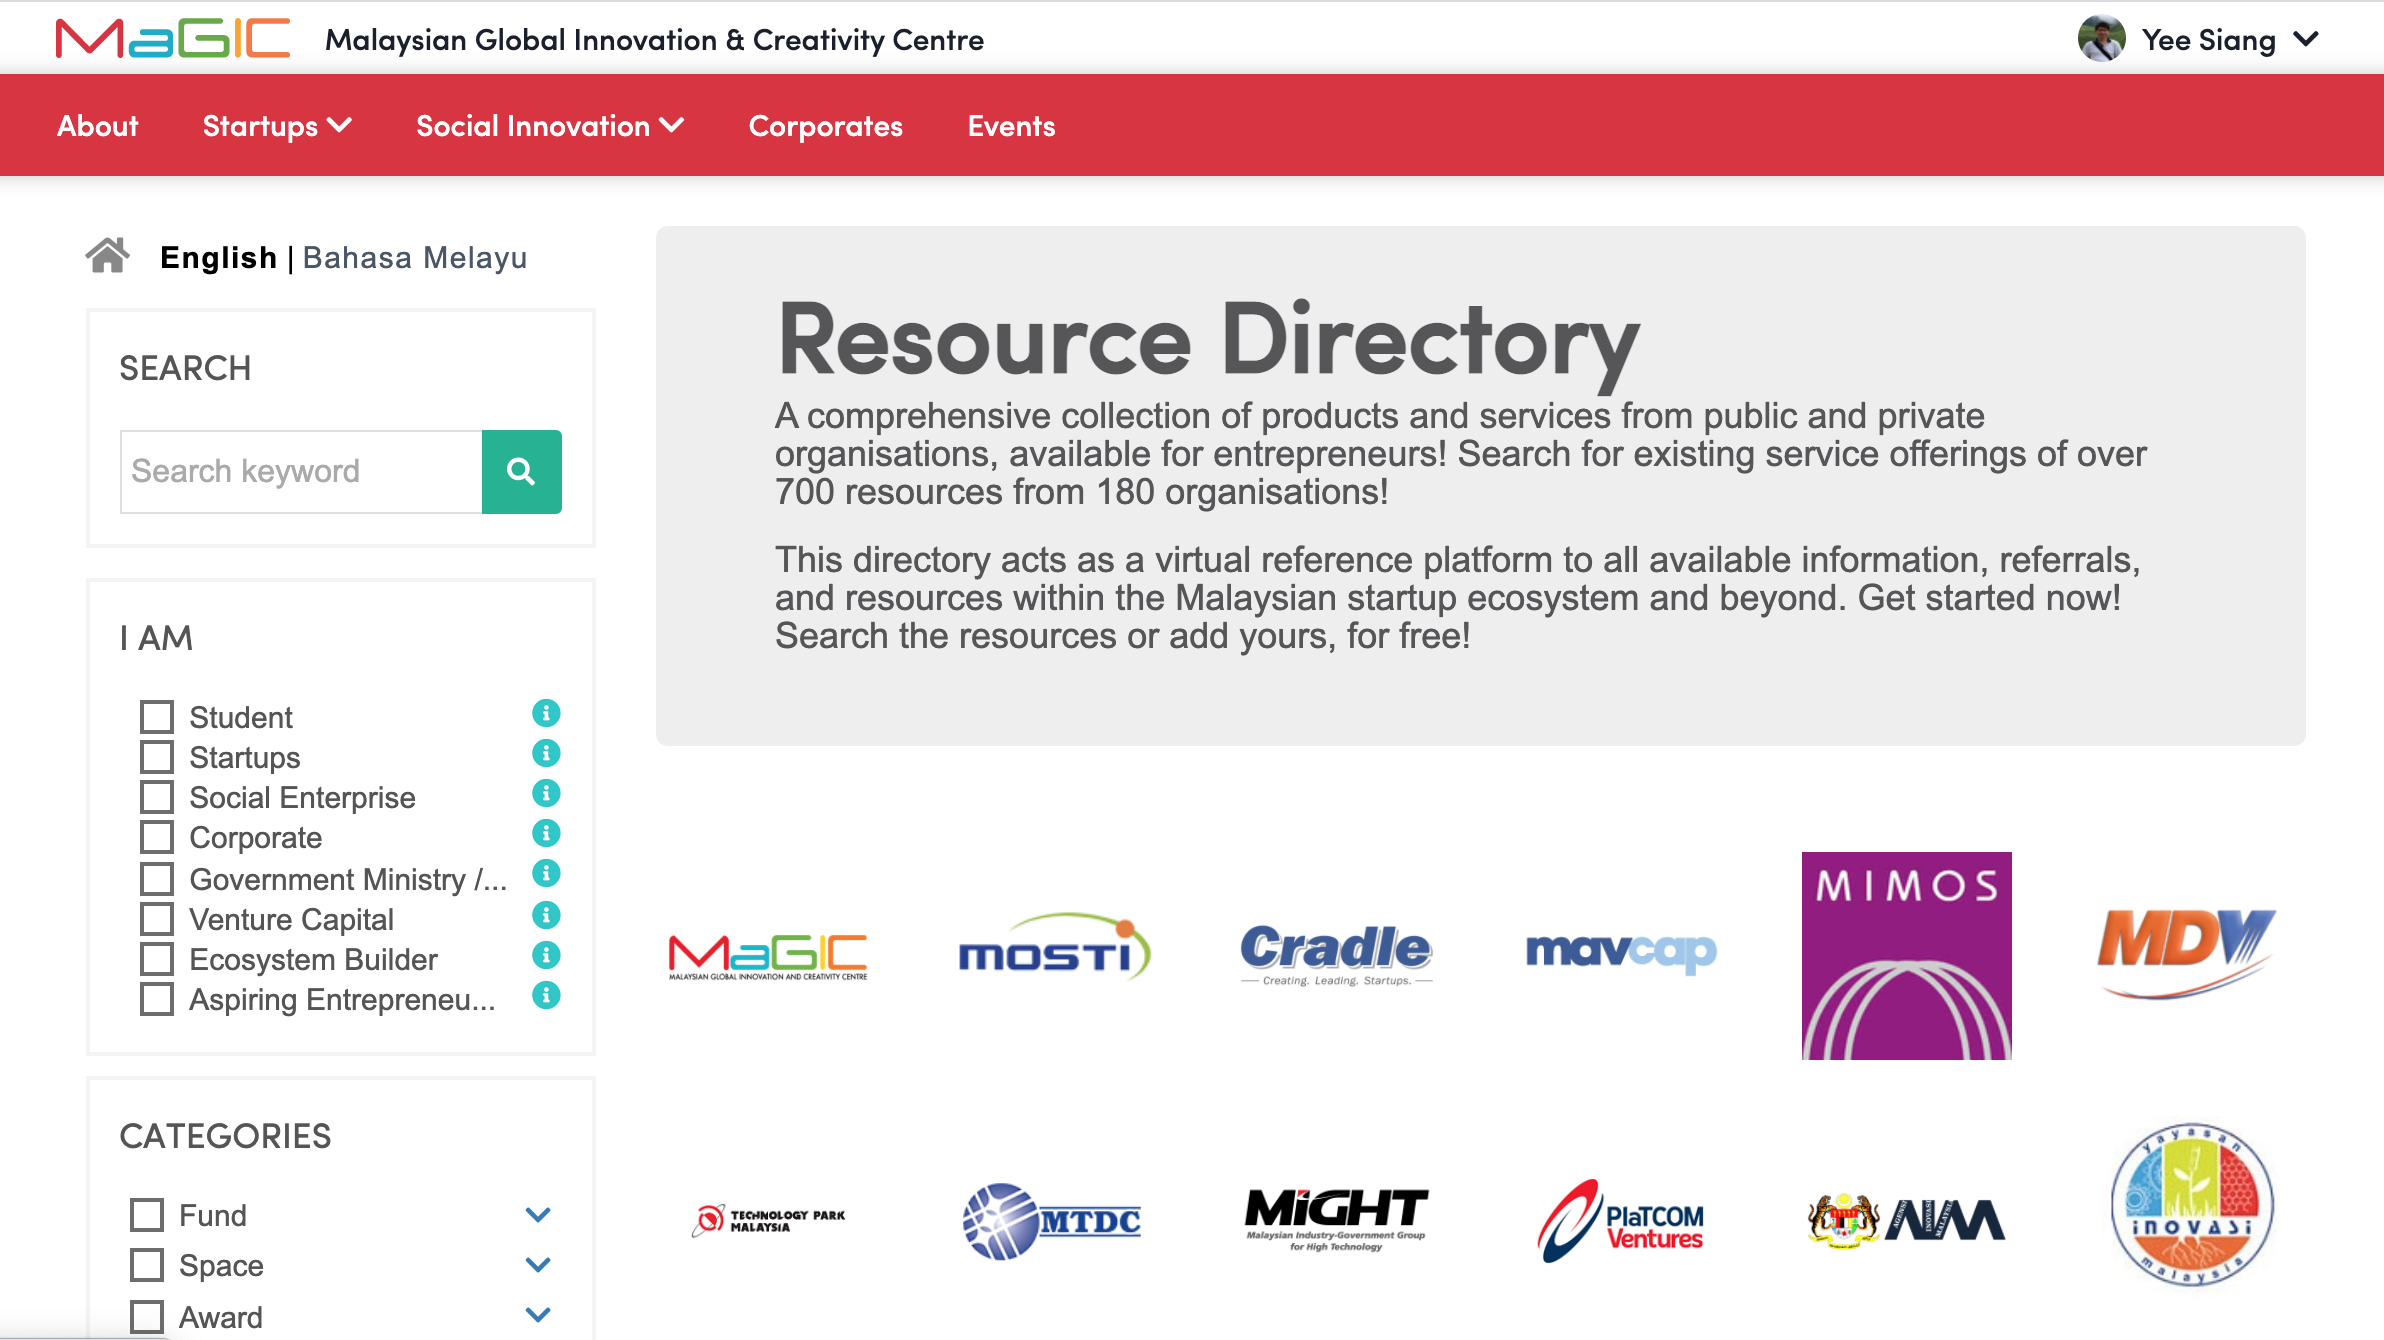 MaGIC Malaysian Global Innovation & Creativity Centre
Yee Siang
About Startups Social Innovation Corporates Events
English | Bahasa Melayu
SEARCH
Search keyword
I AM
Student
Startups
Social Enterprise
Corporate
Government Ministry /...
Venture Capital
Ecosystem Builder
Aspiring Entrepreneu...
CATEGORIES
Fund
Space
Award
Resource Directory
A comprehensive collection of products and services from public and private
organisations, available for entrepreneurs! Search for existing service offerings of over
700 resources from 180 organisations!
This directory acts as a virtual reference platform to all available information, referrals,
and resources within the Malaysian startup ecosystem and beyond. Get started now!
Search the resources or add yours, for free!
MaGIC
MALAYSIAN GLOBAL INNOVATION AND CREATIVITY CENTRE
MOSTI
Cradle
Creating. Leading. Startups.
mavcap
MIMOS
MDV
TECHNOLOGY PARK
MALAYSIA
MTDC
MiGHT
Malaysian Industry-Government Group
for High Technology
PlaTCOM
Ventures
AGENSI
INOVASI
MALAYSIA
AIM
yayasan
iNOVASi
malaysia